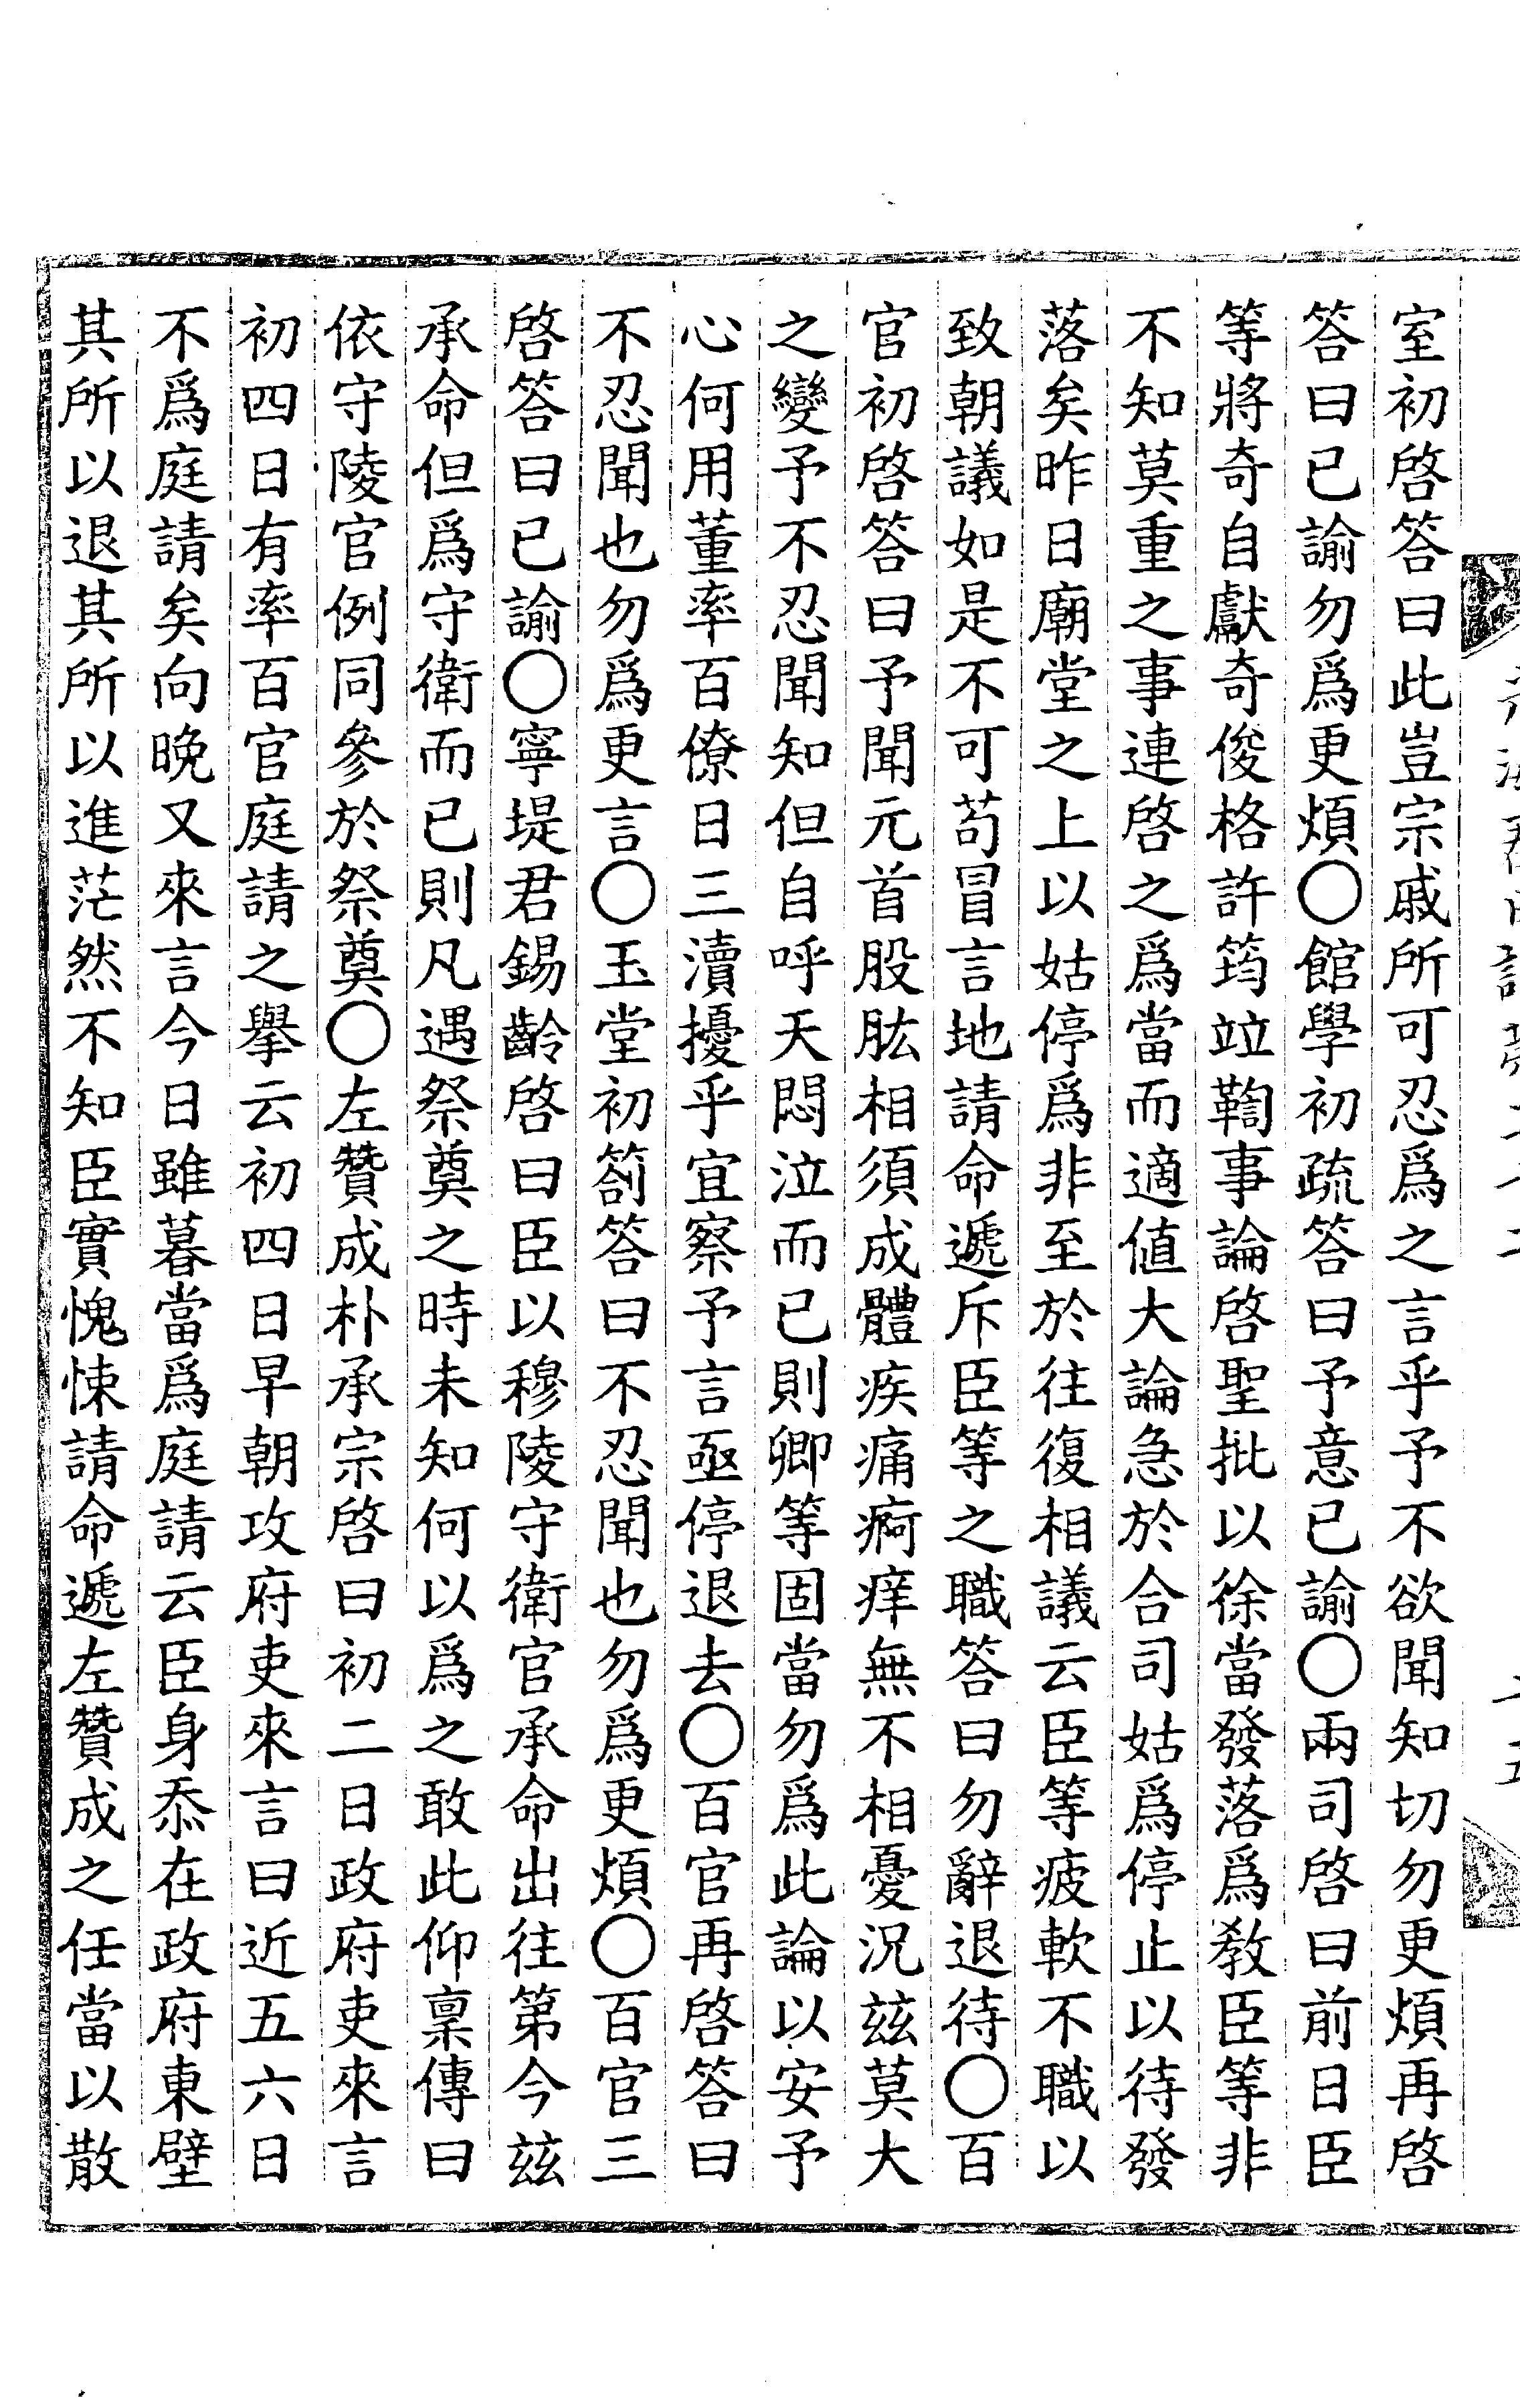 室初啓答曰此豈宗戚所可忍爲之言乎予不欲聞知切勿更煩再啓
答曰已諭勿爲更煩○館學初疏答曰予意已諭○兩司啓曰前日臣
等將奇自獻奇俊格許筠竝鞫事論啓聖批以徐當發落爲敎臣等非
不知莫重之事連啓之爲當而適値大論急於合司姑爲停止以待發
落矣昨日廟堂之上以姑停爲非至於往復相議云臣等疲軟不職以
致朝議如是不可苟冒言地請命遞斥臣等之職答曰勿辭退待○百
官初啓答曰予聞元首股肱相須成體疾痛痾痒無不相憂況玆莫大
之變予不忍聞知但自呼天悶泣而已則卿等固當勿爲此論以安予
心何用董率百僚日三瀆擾乎宜察予言亟停退去○百官再啓答曰
不忍聞也勿爲更言○玉堂初箚答曰不忍聞也勿爲更煩○百官三
啓答曰已諭○寧堤君錫齡啓曰臣以穆陵守衛官承命出往第今玆
承命但爲守衛而已則凡遇祭奠之時未知何以爲之敢此仰稟傳曰
依守陵官例同參於祭奠○左贊成朴承宗啓曰初二日政府吏來言
初四日有率百官庭請之擧云初四日早朝攻府吏來言曰近五六日
不爲庭請矣向晩又來言今日雖暮當爲庭請云臣身忝在政府東壁
其所以退其所以進茫然不知臣實愧悚請命遞左贊成之任當以散